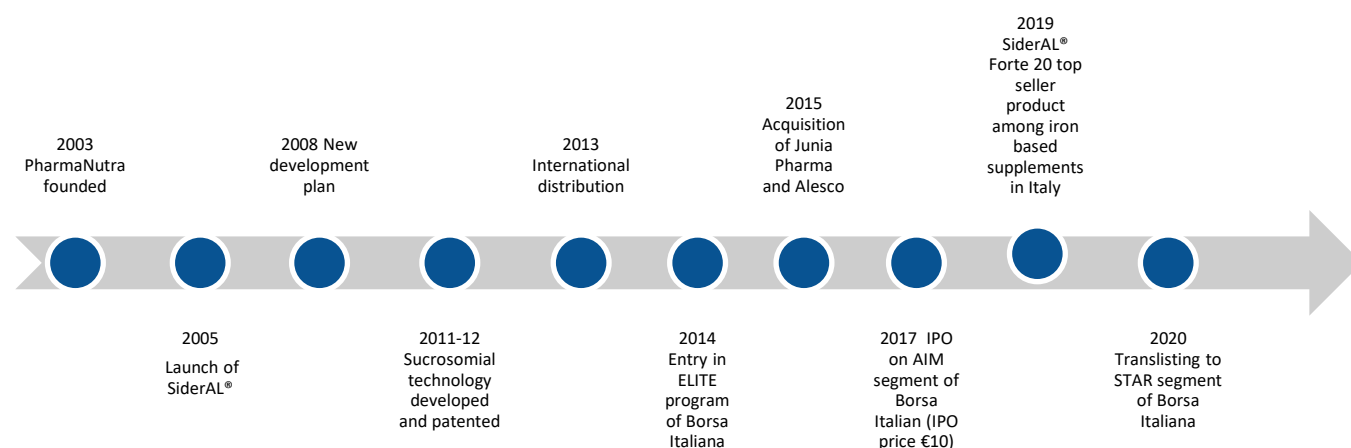 2003
PharmaNutra
founded
2005
Launch of
SiderAL®
2008 New
development
plan
2011-12
Sucrosomial
technology
developed
and patented
2013
International
distribution
2014
Entry in
ELITE
program
of Borsa
Italiana
2015
Acquisition
of Junia
Pharma
and Alesco
2017  IPO
on AIM
segment of
Borsa
Italian (IPO
price €10)
2019
SiderAL®
Forte 20 top
seller
product
among iron
based
supplements
in Italy
2020
Translisting to
STAR segment
of Borsa
Italiana